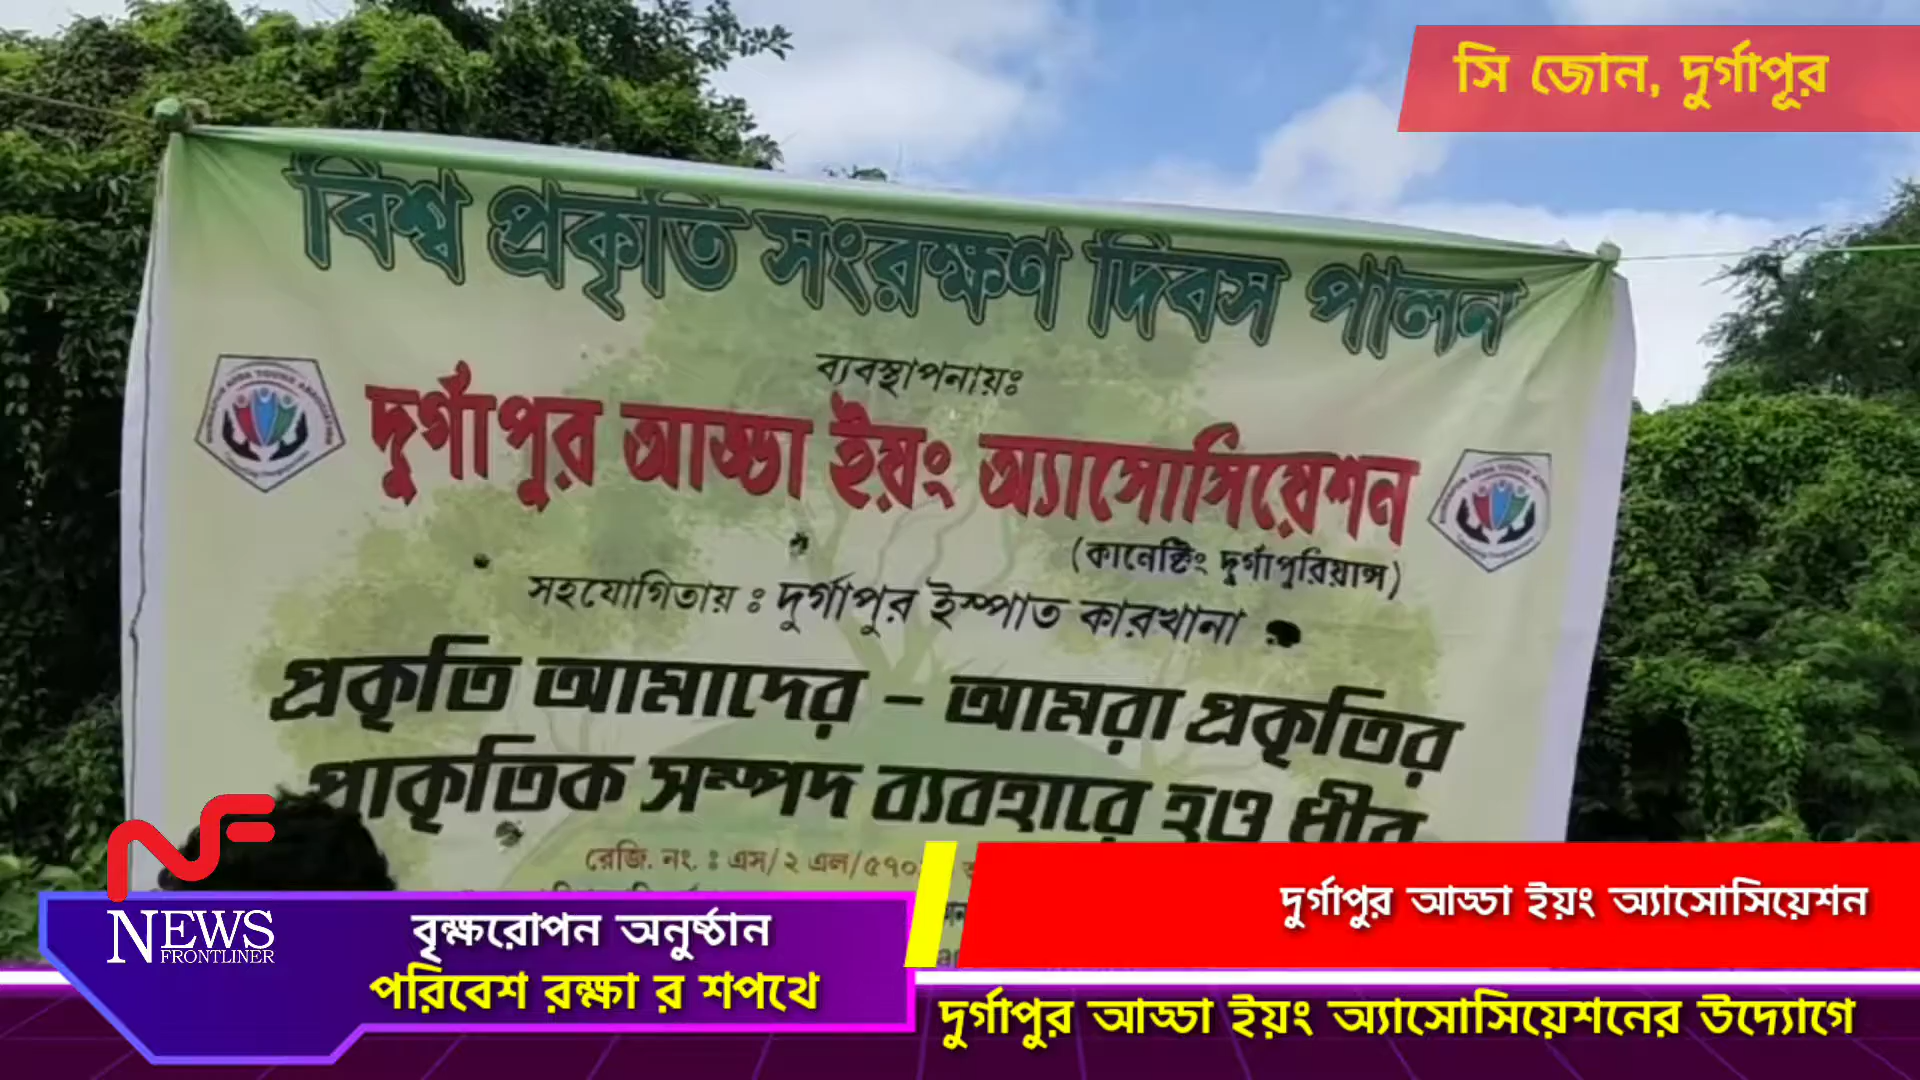 সি জোন, দুর্গাপূর
বিশ্ব প্রকৃতি সংরক্ষণ দিবস পালন
ব্যবস্থাপনায়ঃ
দুর্গাপুর আড্ডা ইয়ং অ্যাসোসিয়েশন
(কানেক্টিং দুর্গাপুরিয়ান্স)
সহযোগিতায় ঃ দুর্গাপুর ইস্পাত কারখানা
প্রকৃতি আমাদের - আমরা প্রকৃতির
প্রাকৃতিক সম্পদ ব্যবহারে হও ধীর
রেজি. নং. ঃ এস/২ এল/৫৭০
NEWS
FRONTLINER
বৃক্ষরোপন অনুষ্ঠান
পরিবেশ রক্ষা র শপথে
দুর্গাপুর আড্ডা ইয়ং অ্যাসোসিয়েশন
দুর্গাপুর আড্ডা ইয়ং অ্যাসোসিয়েশনের উদ্যোগে